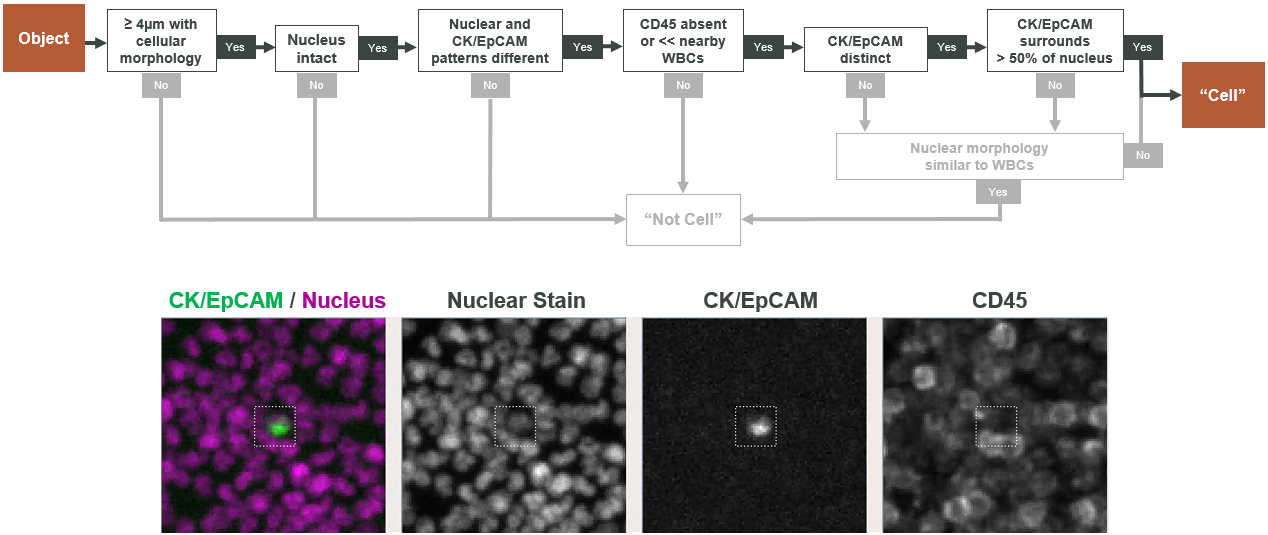 Object
≥ 4µm with
cellular
morphology
Yes
Nucleus
intact
Yes
Nuclear and
CK/EpCAM
patterns different
Yes
CD45 absent
or << nearby
WBCs
Yes
CK/EpCAM
distinct
Yes
CK/EpCAM
surrounds
> 50% of nucleus
Yes
“Cell”
No
No
No
No
No
No
Nuclear morphology
similar to WBCs
No
Yes
“Not Cell”
CK/EpCAM / Nucleus
Nuclear Stain
CK/EpCAM
CD45